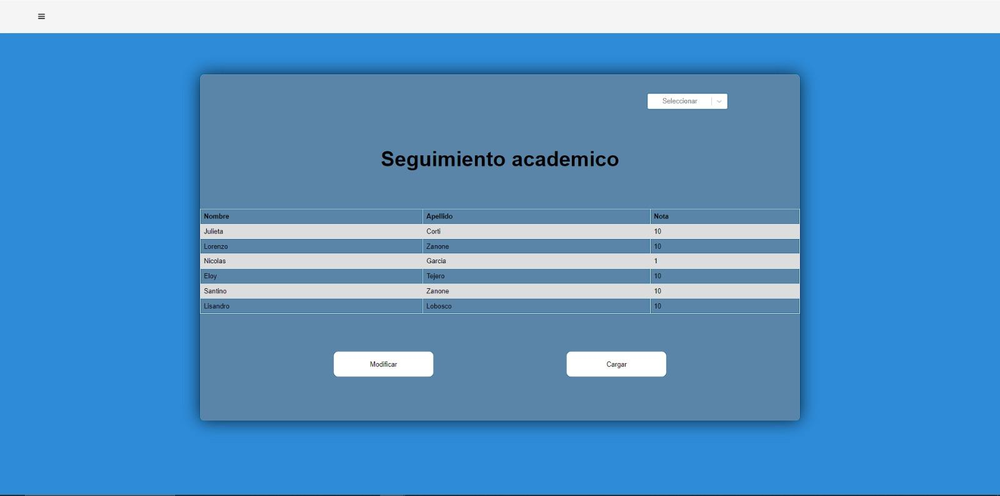 Seleccionar
Seguimiento academico
Nombre Apellido Nota
Julieta Corti 10
Lorenzo Zanone 10
Nicolas Garcia 1
Eloy Tejero 10
Santino Zanone 10
Lisandro Lobosco 10
Modificar Cargar